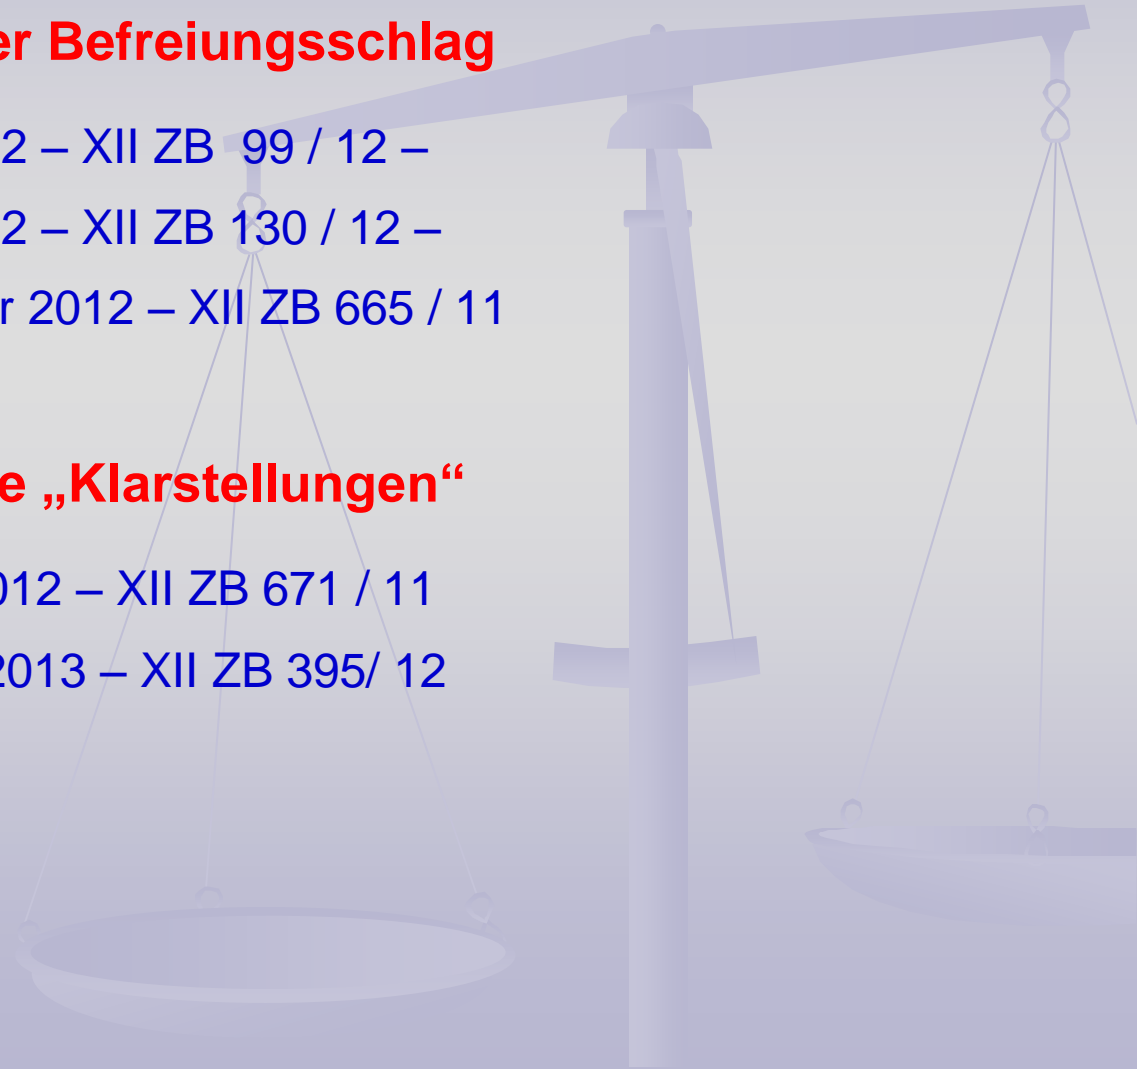 er Befreiungsschlag
2 – XII ZB 99 / 12 –
2 – XII ZB 130 / 12 –
r 2012 – XII ZB 665 / 11
e „Klarstellungen“
012 – XII ZB 671 / 11
2013 – XII ZB 395/ 12